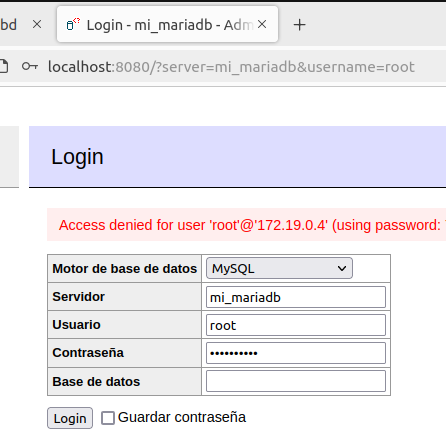 bd
Login - mi_mariadb - Adm
localhost:8080/?server=mi_mariadb&username=root
Login
Access denied for user 'root'@'172.19.0.4' (using password:
Motor de base de datos MySQL
Servidor mi_mariadb
Usuario root
Contraseña ••••••••••
Base de datos
Login Guardar contraseña